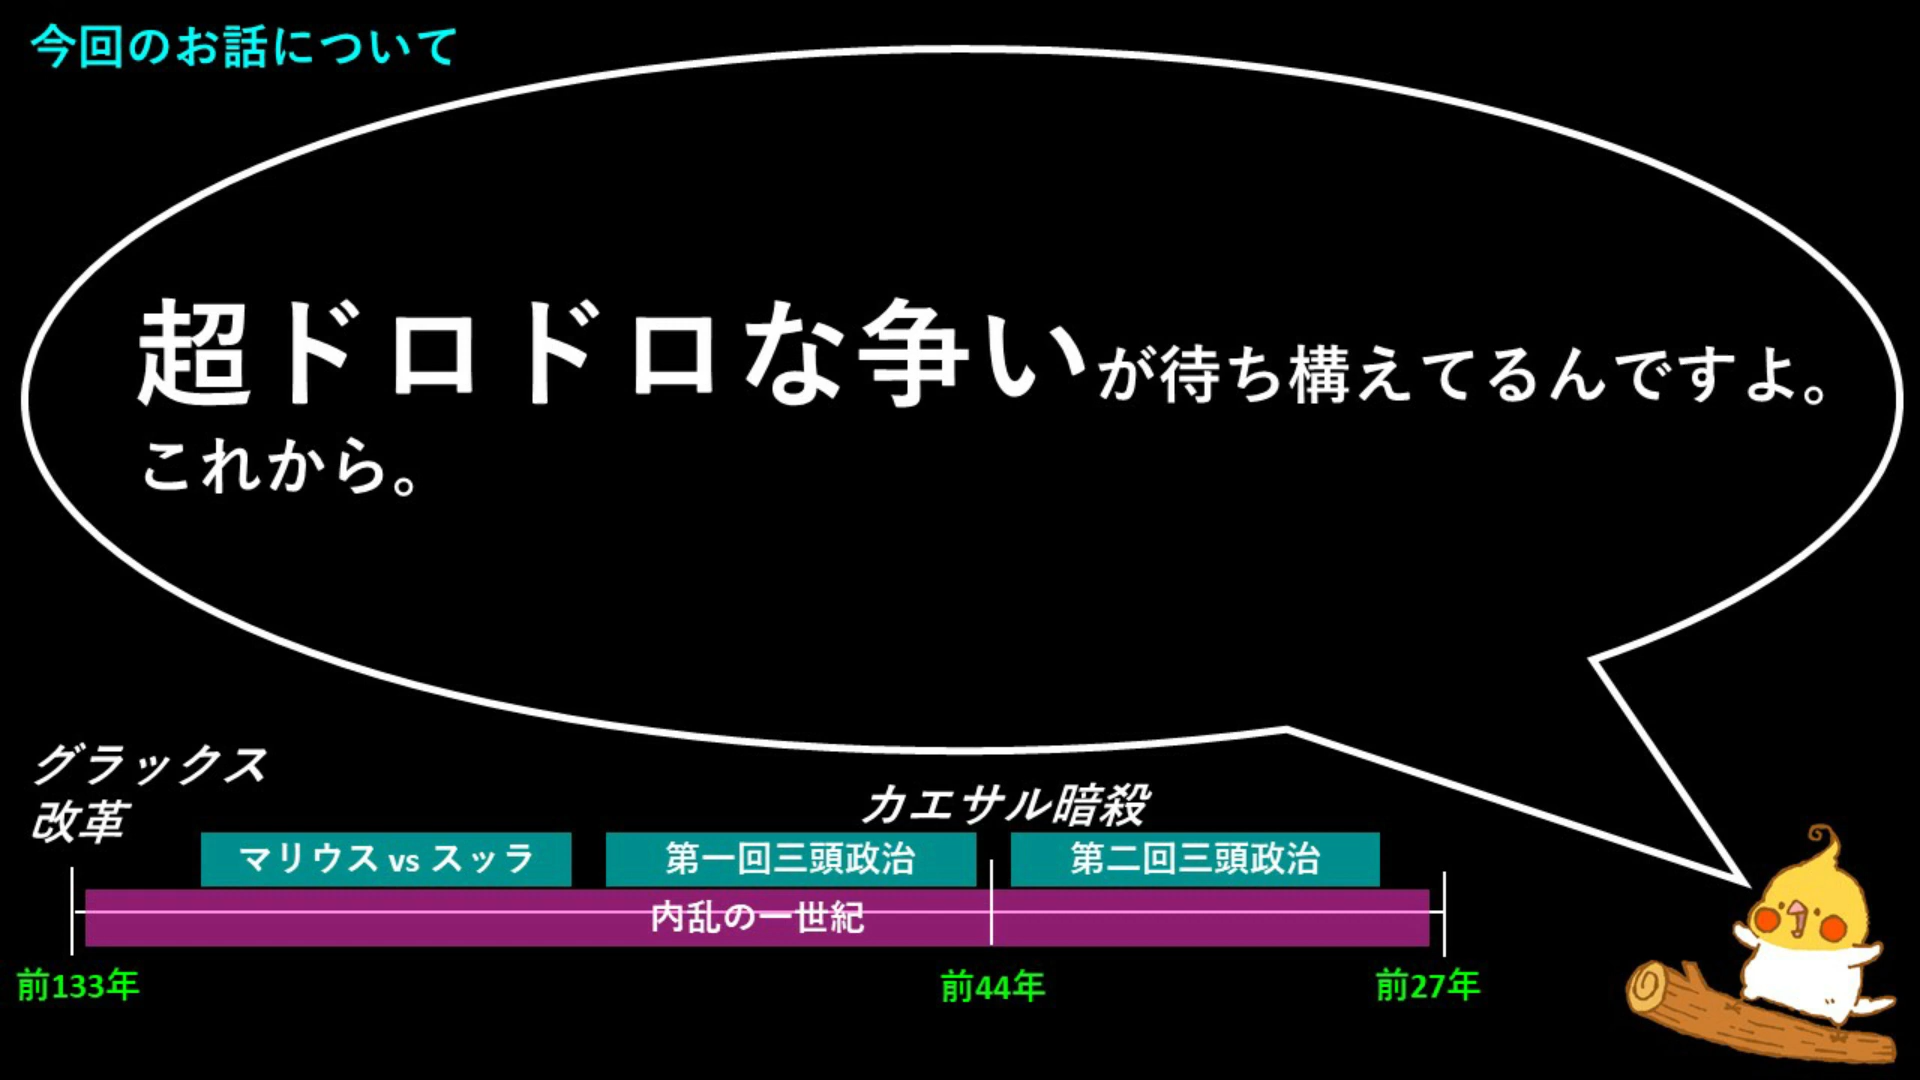 今回のお話について
超ドロドロな争いが待ち構えてるんですよ。
これから。
グラックス
改革
カエサル暗殺
マリウス vs スッラ
第一回三頭政治
第二回三頭政治
内乱の一世紀
前133年
前44年
前27年